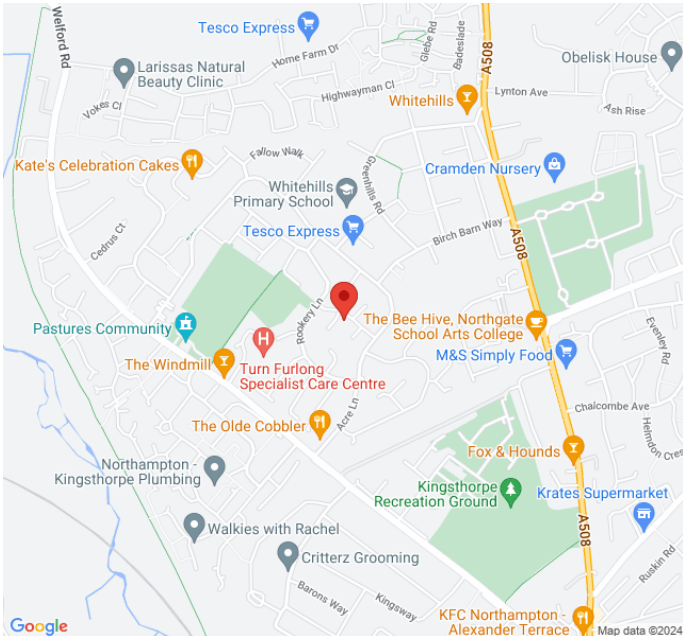 Welford Rd
Tesco Express
Glebe Rd
Badeslade
A508
Obelisk House
Larissas Natural
Beauty Clinic
Home Farm Dr
Vokes Cl
Highwayman Cl
Whitehills
Lynton Ave
Ash Rise
Kate's Celebration Cakes
Fallow Walk
Greenhills Rd
Cramden Nursery
Whitehills
Primary School
Tesco Express
Birch Barn Way
A508
Cedrus Ct
Rookery Ln
Pastures Community
The Bee Hive, Northgate
School Arts College
Evenley Rd
The Windmill
Turn Furlong
Specialist Care Centre
M&S Simply Food
Chalcombe Ave
The Olde Cobbler
Acre Ln
Helmdon Cres
Fox & Hounds
Northampton -
Kingsthorpe Plumbing
Kingsthorpe
Recreation Ground
Krates Supermarket
Walkies with Rachel
A508
Critterz Grooming
Ruskin Rd
Barons Way
Kingsway
KFC Northampton -
Alexander Terrace
Google
Map data ©2024